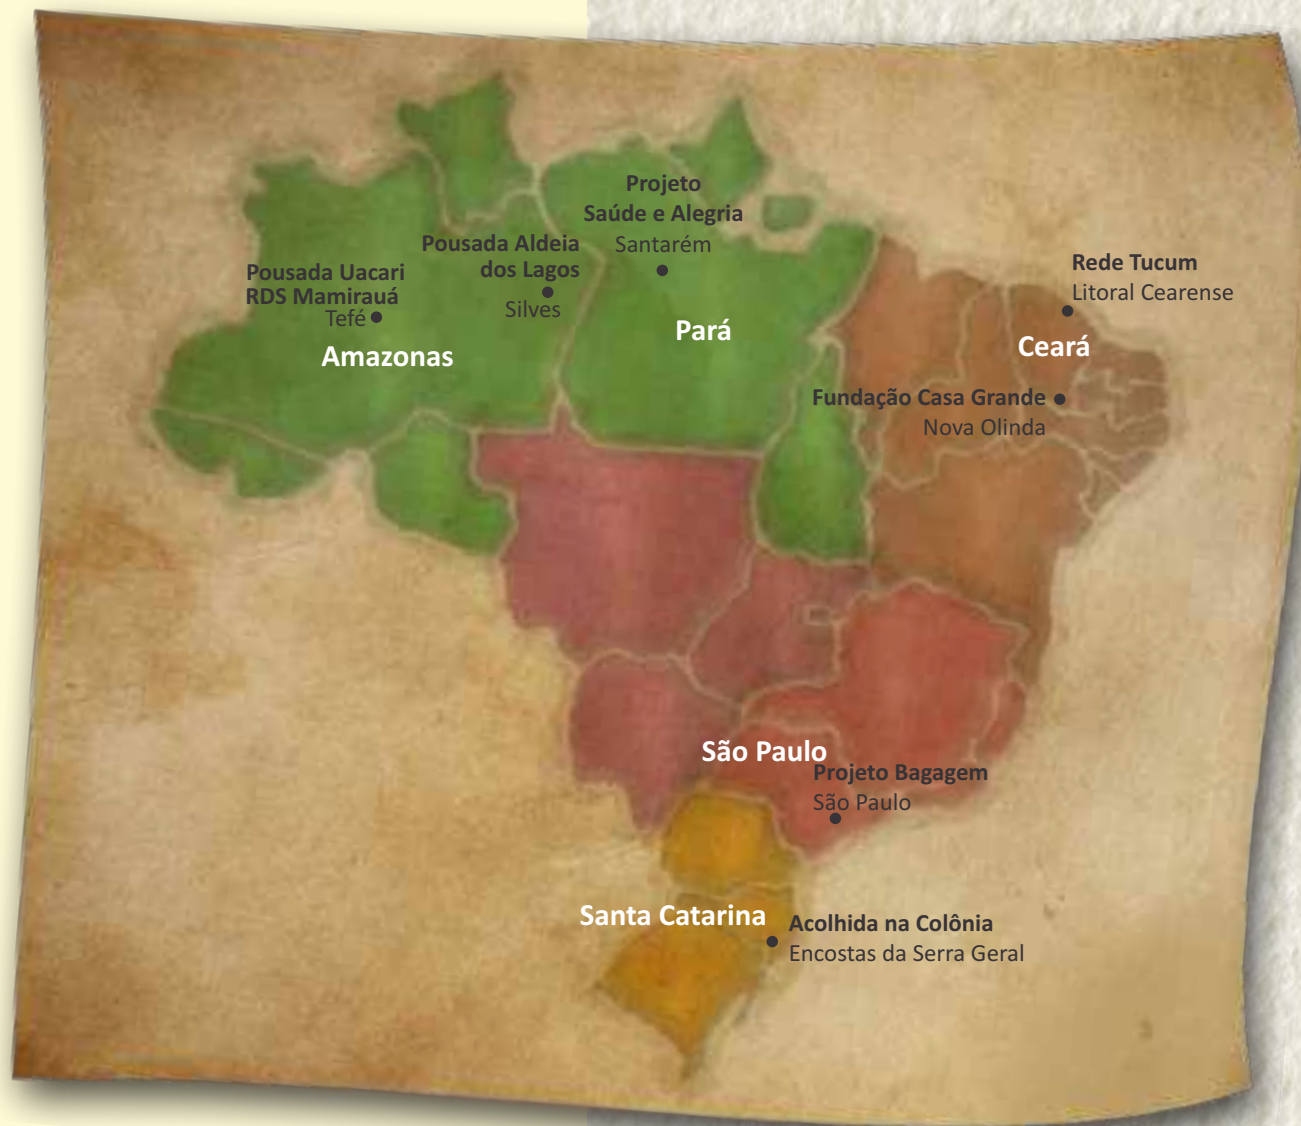 Projeto
Saúde e Alegria
Santarém
Pousada Aldeia
dos Lagos
Silves
Pousada Uacari
RDS Mamirauá
Tefé
Amazonas
Pará
Rede Tucum
Litoral Cearense
Ceará
Fundação Casa Grande
Nova Olinda
São Paulo
Projeto Bagagem
São Paulo
Santa Catarina
Acolhida na Colônia
Encostas da Serra Geral